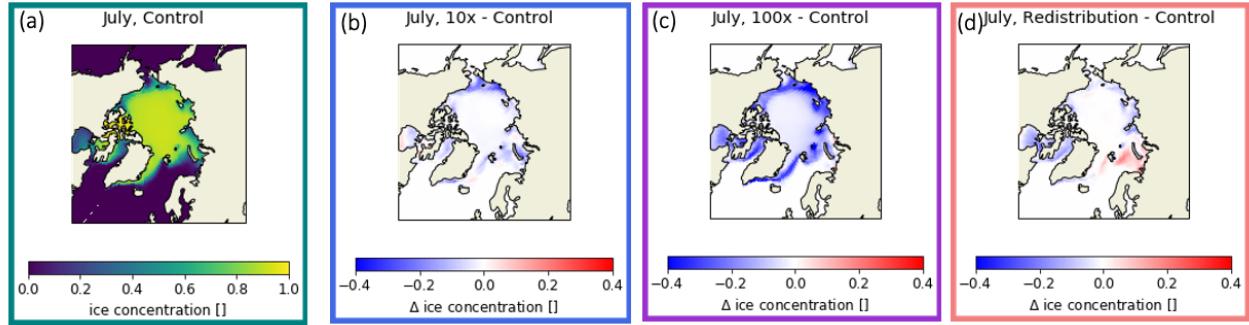 (a)
July, Control
0.0 0.2 0.4 0.6 0.8 1.0
ice concentration []
(b)
July, 10x - Control
−0.4 −0.2 0.0 0.2 0.4
Δ ice concentration []
(c)
July, 100x - Control
−0.4 −0.2 0.0 0.2 0.4
Δ ice concentration []
(d)
July, Redistribution - Control
−0.4 −0.2 0.0 0.2 0.4
Δ ice concentration []